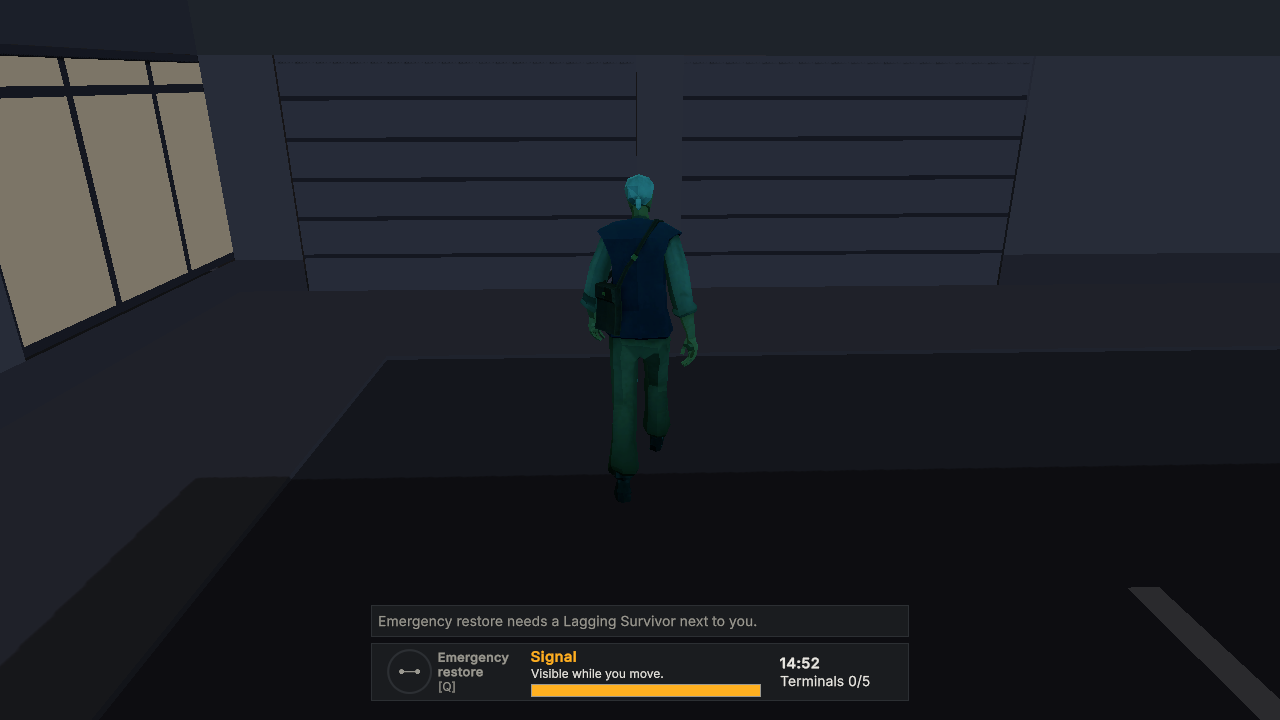 Emergency restore needs a Lagging Survivor next to you.
Emergency
restore
[Q]
Signal
Visible while you move.
14:52
Terminals 0/5